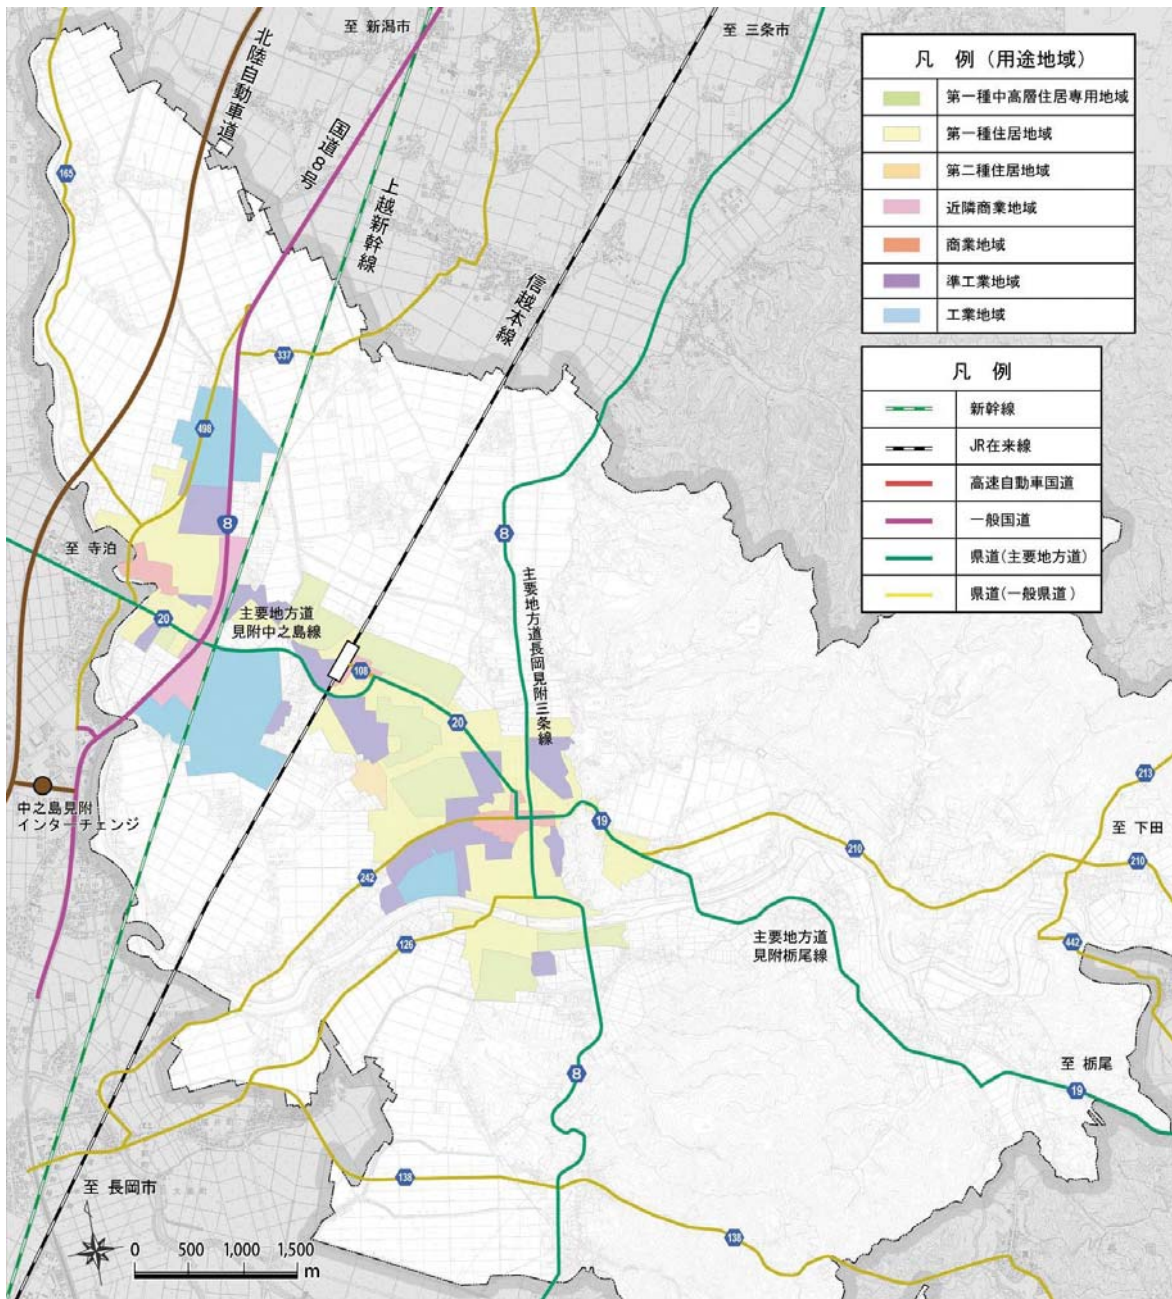 至 新潟市
至 三条市
北陸自動車道
国道8号
上越新幹線
信越本線
凡 例 (用途地域)
第一種中高層住居専用地域
第一種住居地域
第二種住居地域
近隣商業地域
商業地域
準工業地域
工業地域
凡 例
新幹線
JR在来線
高速自動車国道
一般国道
県道(主要地方道)
県道(一般県道)
165
337
498
8
8
至 寺泊
20
主要地方道
見附中之島線
主要地方道長岡見附三条線
108
20
中之島見附
インターチェンジ
19
213
至 下田
210
210
242
126
主要地方道
見附栃尾線
442
8
至 栃尾
19
138
138
至 長岡市
0 500 1,000 1,500
m